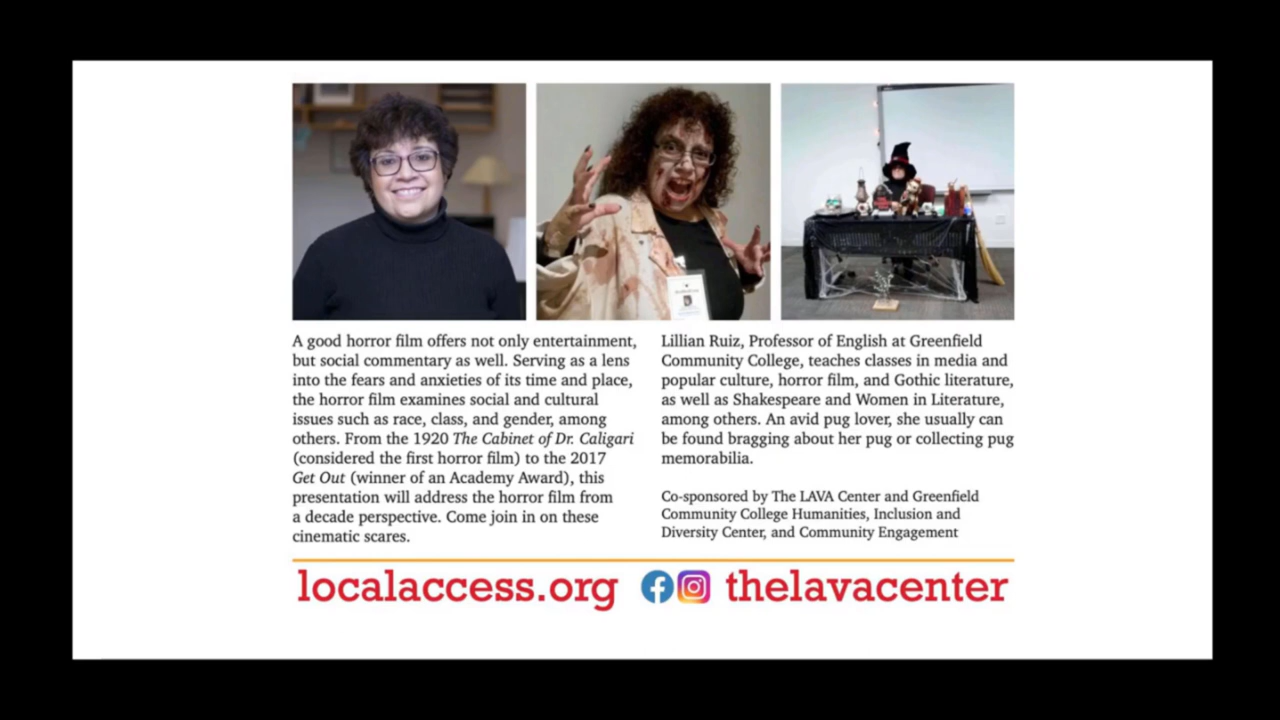 A good horror film offers not only entertainment,
but social commentary as well. Serving as a lens
into the fears and anxieties of its time and place,
the horror film examines social and cultural
issues such as race, class, and gender, among
others. From the 1920 The Cabinet of Dr. Caligari
(considered the first horror film) to the 2017
Get Out (winner of an Academy Award), this
presentation will address the horror film from
a decade perspective. Come join in on these
cinematic scares.
Lillian Ruiz, Professor of English at Greenfield
Community College, teaches classes in media and
popular culture, horror film, and Gothic literature,
as well as Shakespeare and Women in Literature,
among others. An avid pug lover, she usually can
be found bragging about her pug or collecting pug
memorabilia.
Co-sponsored by The LAVA Center and Greenfield
Community College Humanities, Inclusion and
Diversity Center, and Community Engagement
localaccess.org thelavacenter